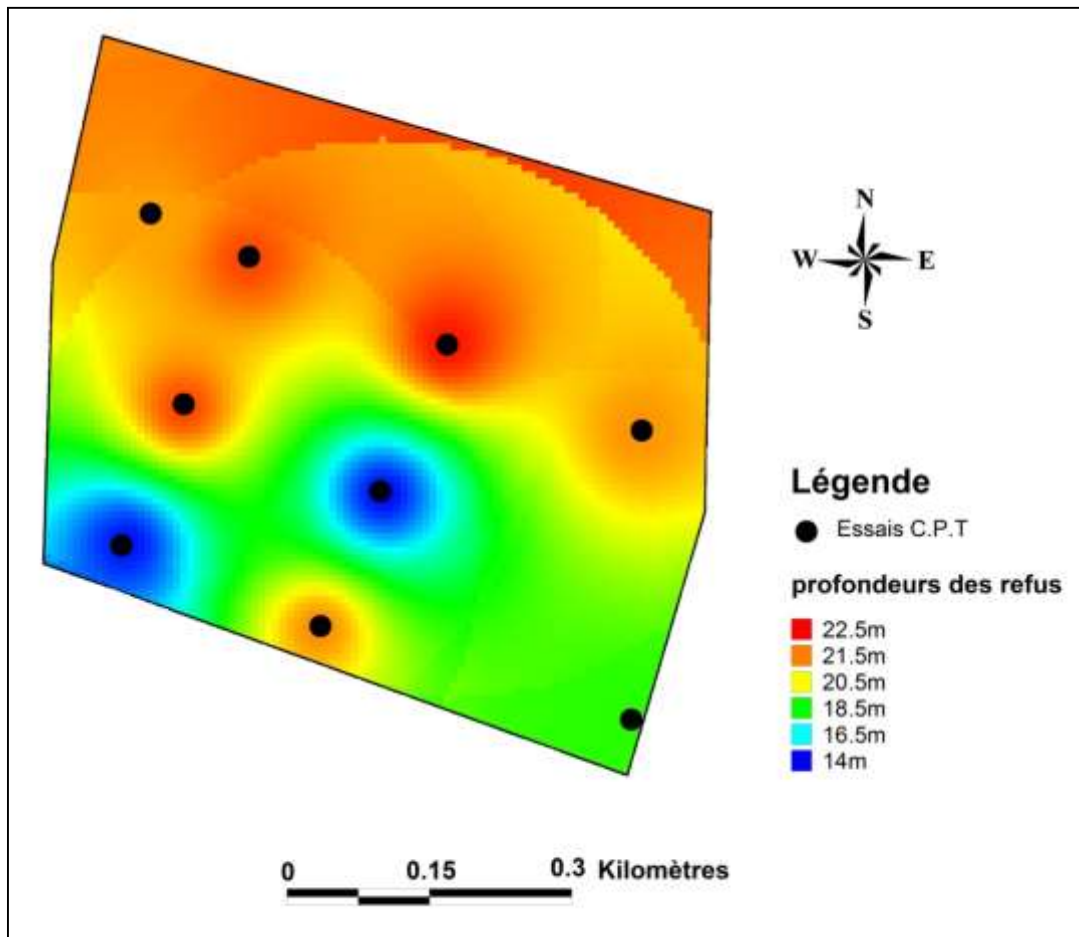 N
W E
S
Légende
Essais C.P.T
profondeurs des refus
22.5m
21.5m
20.5m
18.5m
16.5m
14m
0 0.15 0.3 Kilomètres